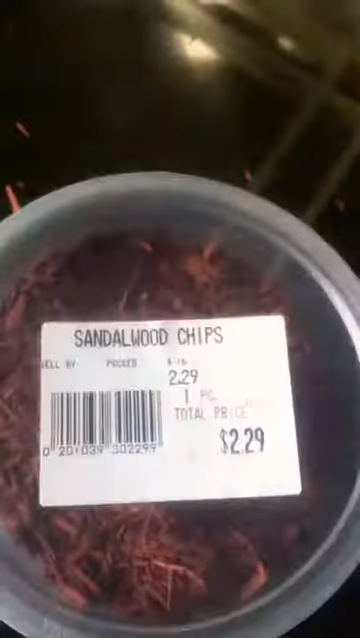 SANDALWOOD CHIPS
SELL BY PACKED
2.29
1 PC
TOTAL PRICE
$2.29
0 201039 302299